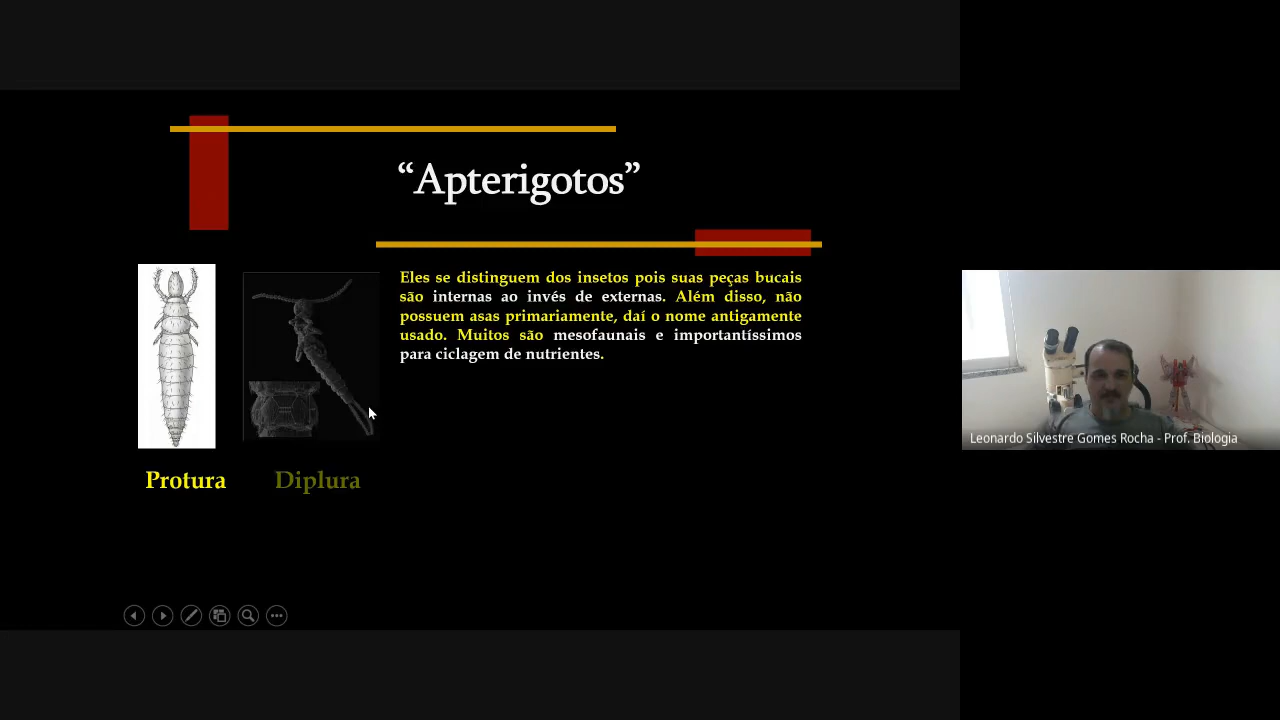 “Apterigotos”
Eles se distinguem dos insetos pois suas peças bucais
são internas ao invés de externas. Além disso, não
possuem asas primariamente, daí o nome antigamente
usado. Muitos são mesofaunais e importantíssimos
para ciclagem de nutrientes.
Protura
Diplura
Leonardo Silvestre Gomes Rocha - Prof. Biologia